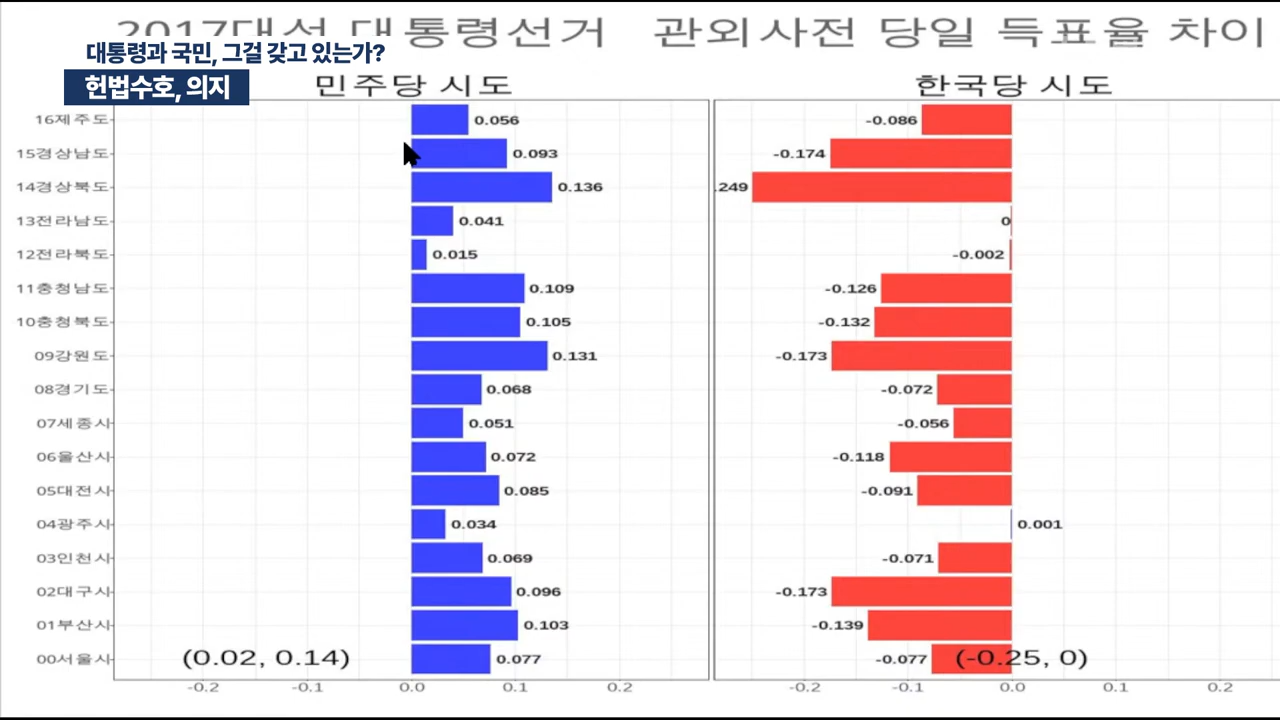 2017대선 대통령선거 관외사전 당일 득표율 차이
대통령과 국민, 그걸 갖고 있는가?
헌법수호, 의지
민주당 시도
한국당 시도
16제주도 0.056 -0.086
15경상남도 0.093 -0.174
14경상북도 0.136 .249
13전라남도 0.041 0
12전라북도 0.015 -0.002
11충청남도 0.109 -0.126
10충청북도 0.105 -0.132
09강원도 0.131 -0.173
08경기도 0.068 -0.072
07세종시 0.051 -0.056
06울산시 0.072 -0.118
05대전시 0.085 -0.091
04광주시 0.034 0.001
03인천시 0.069 -0.071
02대구시 0.096 -0.173
01부산시 0.103 -0.139
00서울시 (0.02, 0.14) 0.077 -0.077 (-0.25, 0)
-0.2 -0.1 0.0 0.1 0.2 -0.2 -0.1 0.0 0.1 0.2